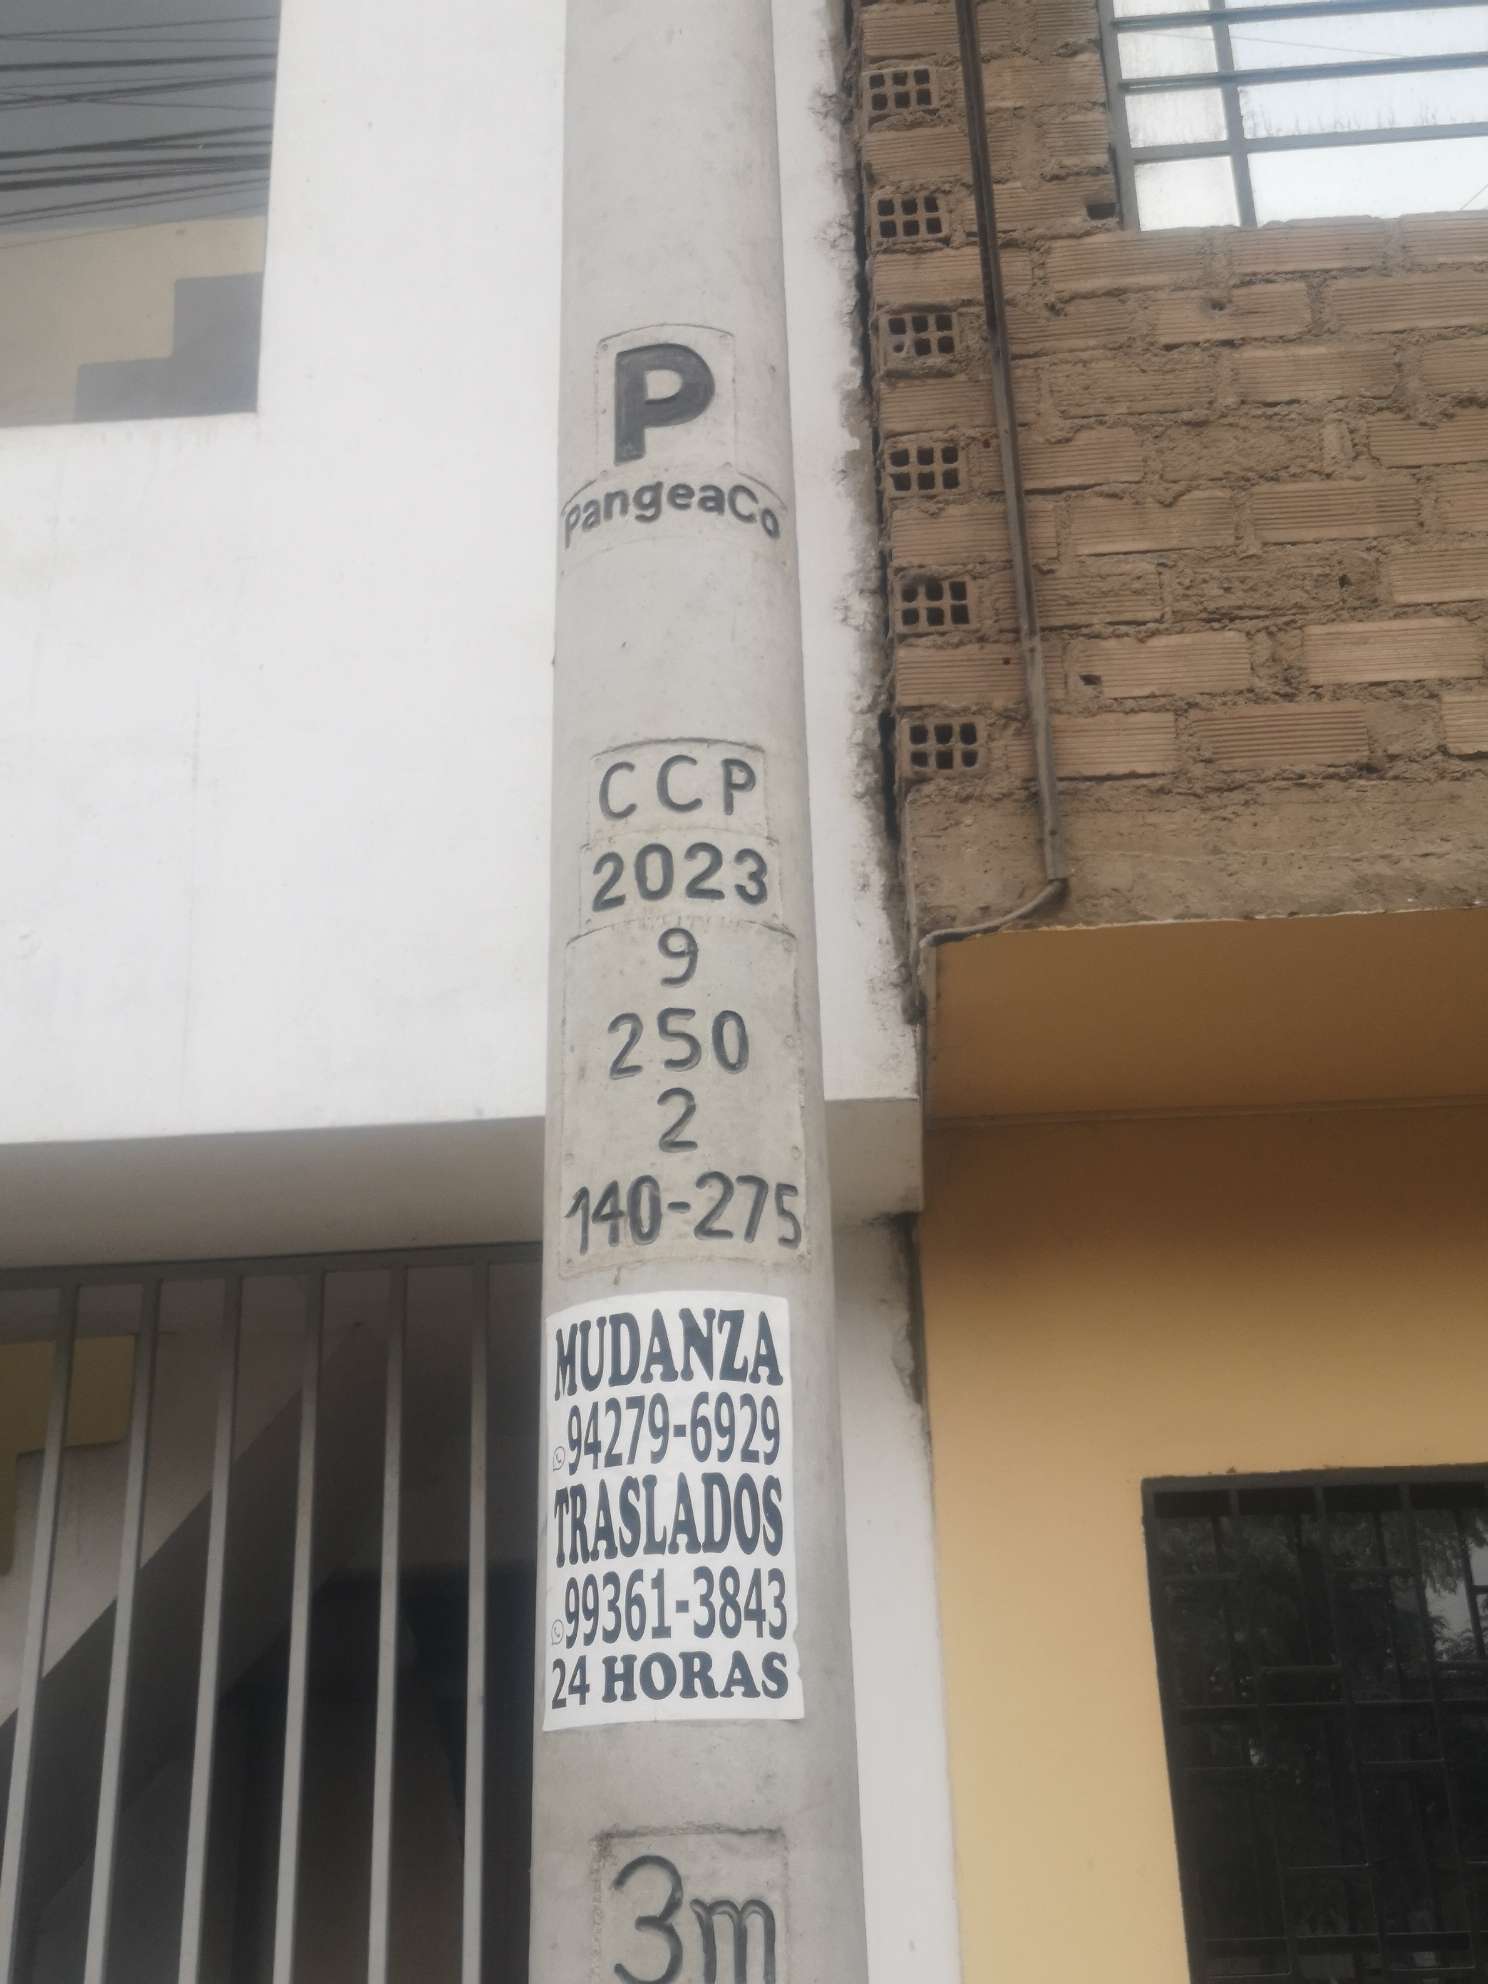 P
PangeaCo
CCP
2023
9
250
2
140-275
MUDANZA
94279-6929
TRASLADOS
99361-3843
24 HORAS
3m